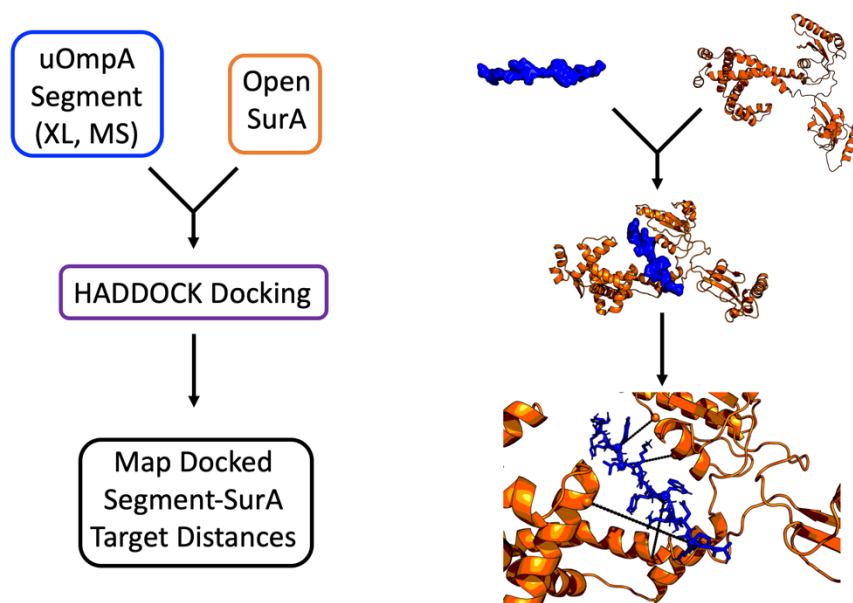 uOmpA
Segment
(XL, MS)
Open
SurA
HADDOCK Docking
Map Docked
Segment-SurA
Target Distances